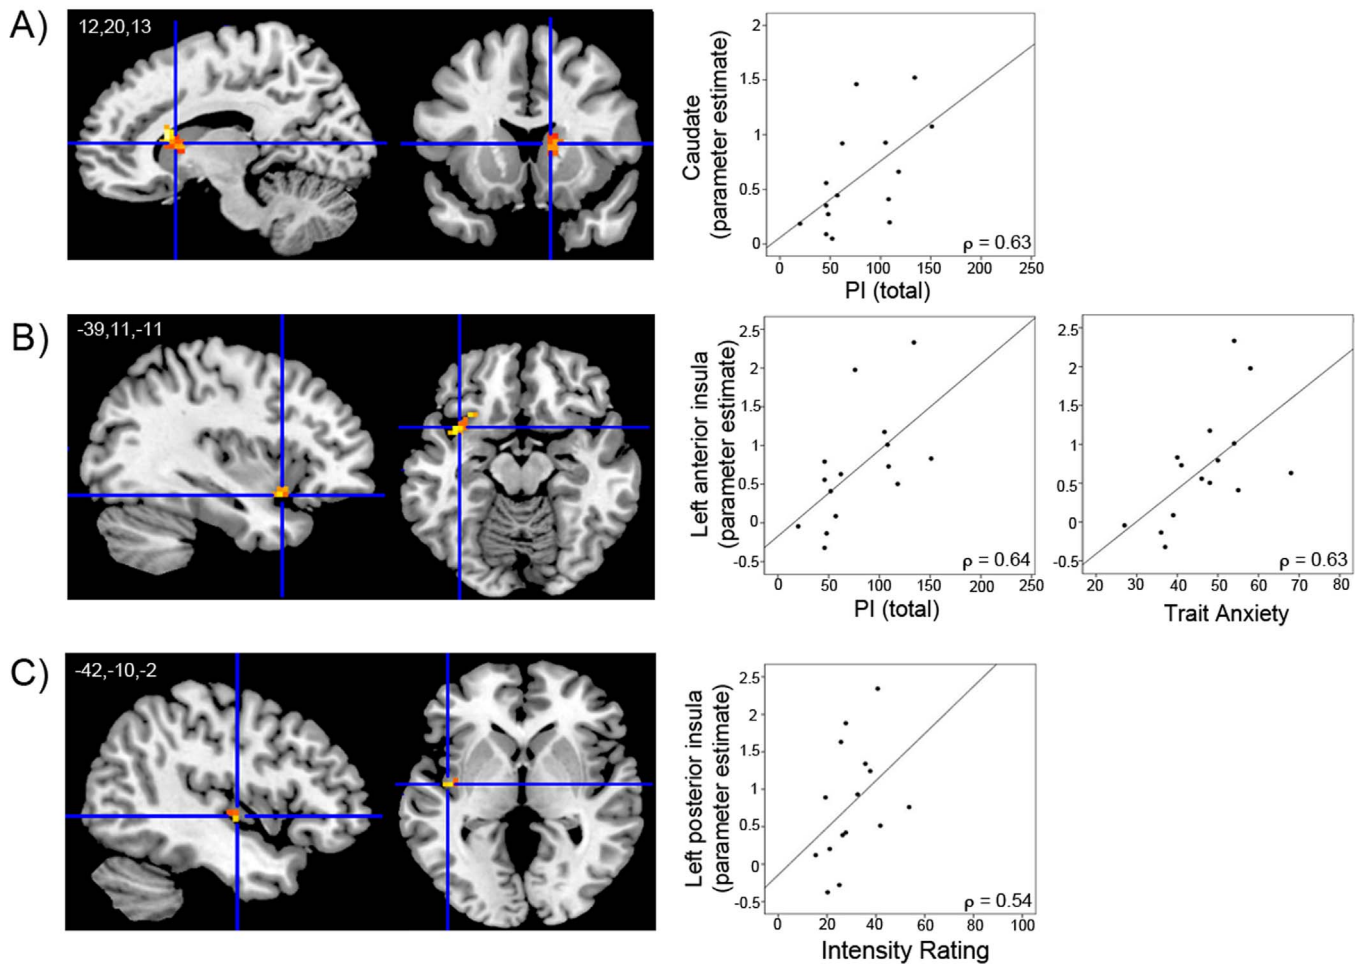 A)
12,20,13
Caudate
(parameter estimate)
2
1.5
1
0.5
0
ρ = 0.63
0 50 100 150 200 250
PI (total)
B)
-39,11,-11
Left anterior insula
(parameter estimate)
2.5
2
1.5
1
0.5
0
-0.5
ρ = 0.64
0 50 100 150 200 250
PI (total)
2.5
2
1.5
1
0.5
0
-0.5
ρ = 0.63
20 30 40 50 60 70 80
Trait Anxiety
C)
-42,-10,-2
Left posterior insula
(parameter estimate)
2.5
2
1.5
1
0.5
0
-0.5
ρ = 0.54
0 20 40 60 80 100
Intensity Rating